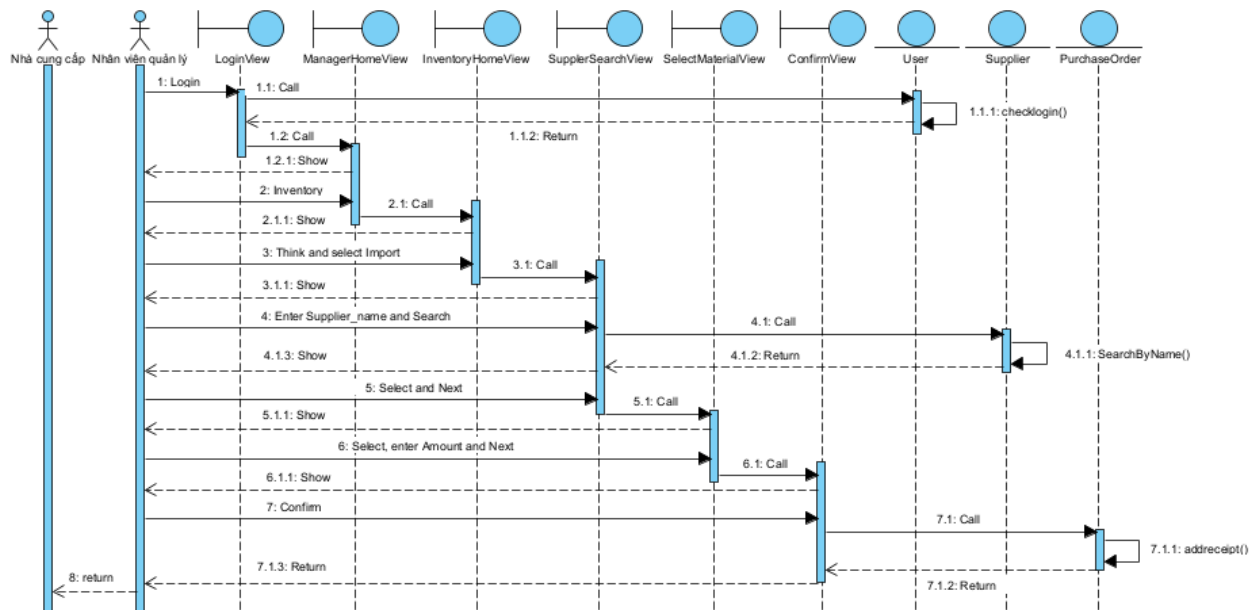 Nhà cung cấp Nhân viên quản lý LoginView ManagerHomeView InventoryHomeView SupplerSearchView SelectMaterialView ConfirmView User Supplier PurchaseOrder
1: Login
1.1: Call
1.1.1: checklogin()
1.1.2: Return
1.2: Call
1.2.1: Show
2: Inventory
2.1: Call
2.1.1: Show
3: Think and select Import
3.1: Call
3.1.1: Show
4: Enter Supplier_name and Search
4.1: Call
4.1.1: SearchByName()
4.1.2: Return
4.1.3: Show
5: Select and Next
5.1: Call
5.1.1: Show
6: Select, enter Amount and Next
6.1: Call
6.1.1: Show
7: Confirm
7.1: Call
7.1.1: addreceipt()
7.1.2: Return
7.1.3: Return
8: return